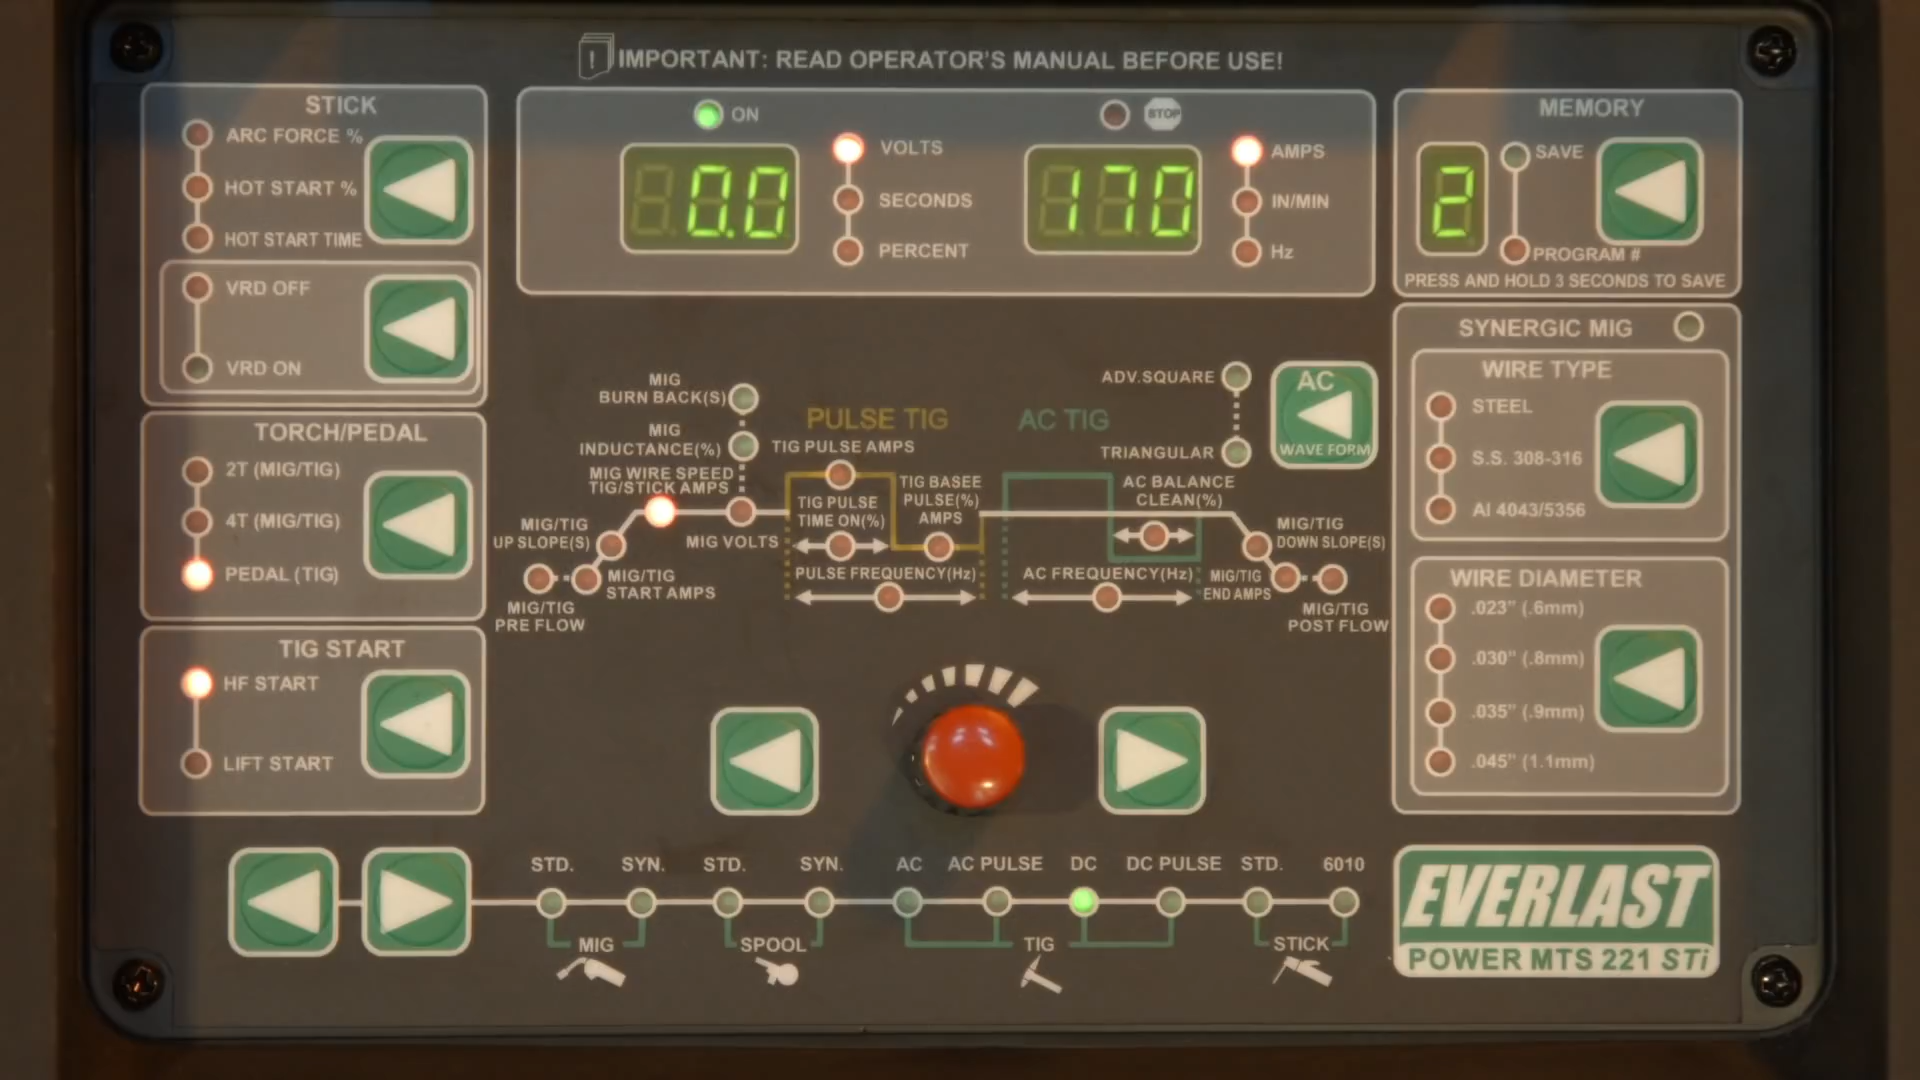 ! IMPORTANT: READ OPERATOR'S MANUAL BEFORE USE!
STICK
ARC FORCE %
HOT START %
HOT START TIME
VRD OFF
VRD ON
TORCH/PEDAL
2T (MIG/TIG)
4T (MIG/TIG)
PEDAL (TIG)
TIG START
HF START
LIFT START
ON
0.0
VOLTS
SECONDS
PERCENT
STOP
170
AMPS
IN/MIN
Hz
MEMORY
2
SAVE
PROGRAM #
PRESS AND HOLD 3 SECONDS TO SAVE
SYNERGIC MIG
WIRE TYPE
STEEL
S.S. 308-316
Al 4043/5356
WIRE DIAMETER
.023" (.6mm)
.030" (.8mm)
.035" (.9mm)
.045" (1.1mm)
MIG
BURN BACK(S)
MIG
INDUCTANCE(%)
MIG WIRE SPEED
TIG/STICK AMPS
MIG VOLTS
MIG/TIG
UP SLOPE(S)
MIG/TIG
START AMPS
MIG/TIG
PRE FLOW
PULSE TIG
TIG PULSE AMPS
TIG PULSE
TIME ON(%)
TIG BASEE
PULSE(%)
AMPS
PULSE FREQUENCY(Hz)
AC TIG
ADV.SQUARE
TRIANGULAR
AC
WAVE FORM
AC BALANCE
CLEAN(%)
AC FREQUENCY(Hz)
MIG/TIG
DOWN SLOPE(S)
MIG/TIG
END AMPS
MIG/TIG
POST FLOW
STD. SYN. STD. SYN. AC AC PULSE DC DC PULSE STD. 6010
MIG SPOOL TIG STICK
EVERLAST
POWER MTS 221 STi